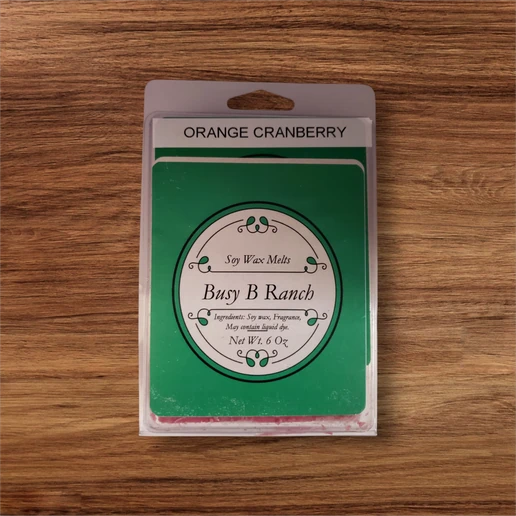 ORANGE CRANBERRY
Soy Wax Melts
Busy B Ranch
Ingredients: Soy wax, Fragrance,
May contain liquid dye.
Net Wt. 6 Oz